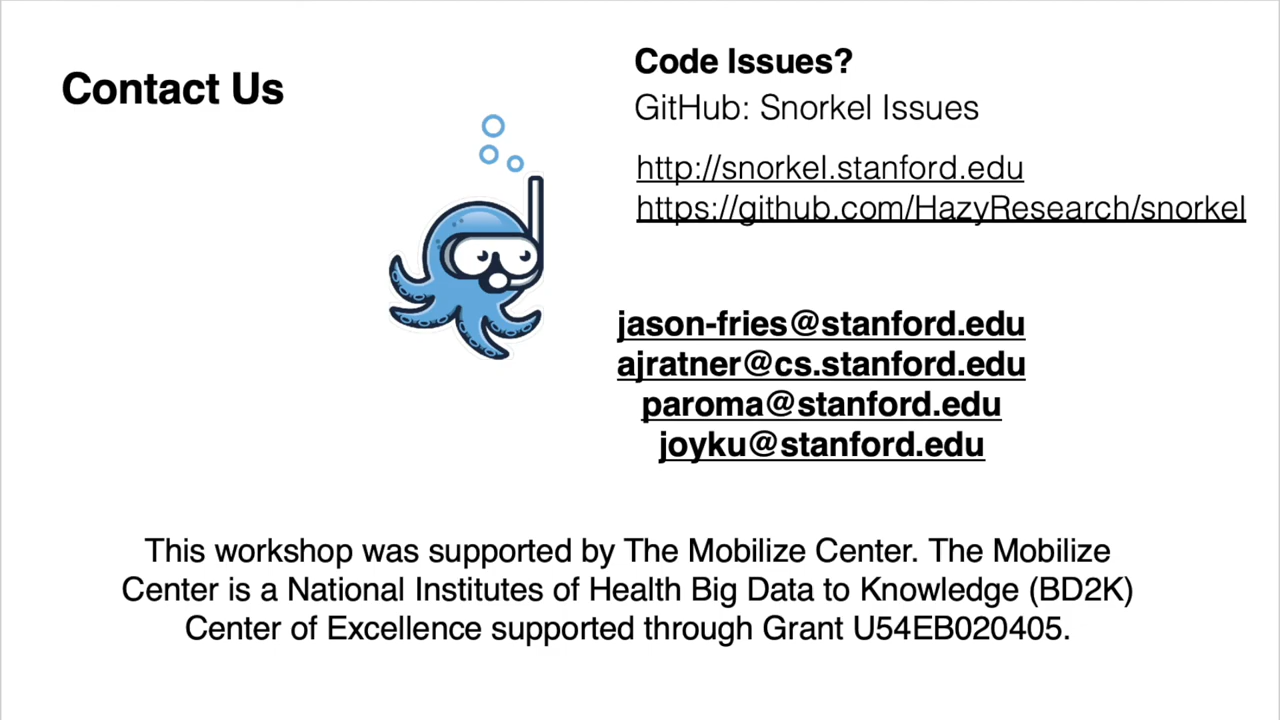 Contact Us
Code Issues?
GitHub: Snorkel Issues
http://snorkel.stanford.edu
https://github.com/HazyResearch/snorkel
jason-fries@stanford.edu
ajratner@cs.stanford.edu
paroma@stanford.edu
joyku@stanford.edu
This workshop was supported by The Mobilize Center. The Mobilize
Center is a National Institutes of Health Big Data to Knowledge (BD2K)
Center of Excellence supported through Grant U54EB020405.